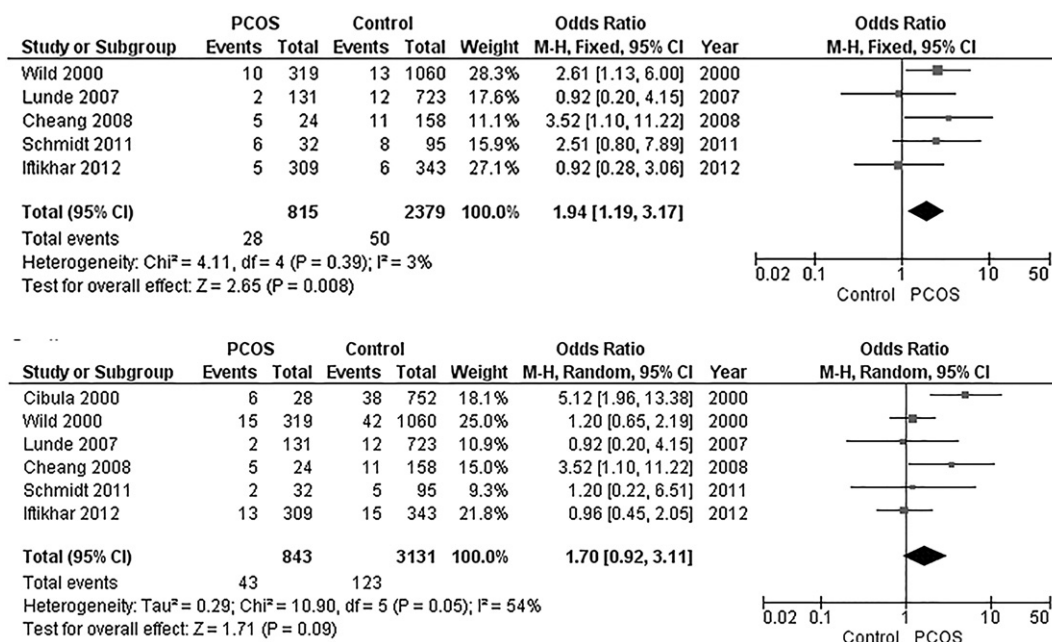 PCOS Control Odds Ratio Odds Ratio
Study or Subgroup Events Total Events Total Weight M-H, Fixed, 95% CI Year M-H, Fixed, 95% CI
Wild 2000 10 319 13 1060 28.3% 2.61 [1.13, 6.00] 2000
Lunde 2007 2 131 12 723 17.6% 0.92 [0.20, 4.15] 2007
Cheang 2008 5 24 11 158 11.1% 3.52 [1.10, 11.22] 2008
Schmidt 2011 6 32 8 95 15.9% 2.51 [0.80, 7.89] 2011
Iftikhar 2012 5 309 6 343 27.1% 0.92 [0.28, 3.06] 2012
Total (95% CI) 815 2379 100.0% 1.94 [1.19, 3.17]
Total events 28 50
Heterogeneity: Chi² = 4.11, df = 4 (P = 0.39); I² = 3%
Test for overall effect: Z = 2.65 (P = 0.008)
0.02 0.1 1 10 50
Control PCOS
PCOS Control Odds Ratio Odds Ratio
Study or Subgroup Events Total Events Total Weight M-H, Random, 95% CI Year M-H, Random, 95% CI
Cibula 2000 6 28 38 752 18.1% 5.12 [1.96, 13.38] 2000
Wild 2000 15 319 42 1060 25.0% 1.20 [0.65, 2.19] 2000
Lunde 2007 2 131 12 723 10.9% 0.92 [0.20, 4.15] 2007
Cheang 2008 5 24 11 158 15.0% 3.52 [1.10, 11.22] 2008
Schmidt 2011 2 32 5 95 9.3% 1.20 [0.22, 6.51] 2011
Iftikhar 2012 13 309 15 343 21.8% 0.96 [0.45, 2.05] 2012
Total (95% CI) 843 3131 100.0% 1.70 [0.92, 3.11]
Total events 43 123
Heterogeneity: Tau² = 0.29; Chi² = 10.90, df = 5 (P = 0.05); I² = 54%
Test for overall effect: Z = 1.71 (P = 0.09)
0.02 0.1 1 10 50
Control PCOS